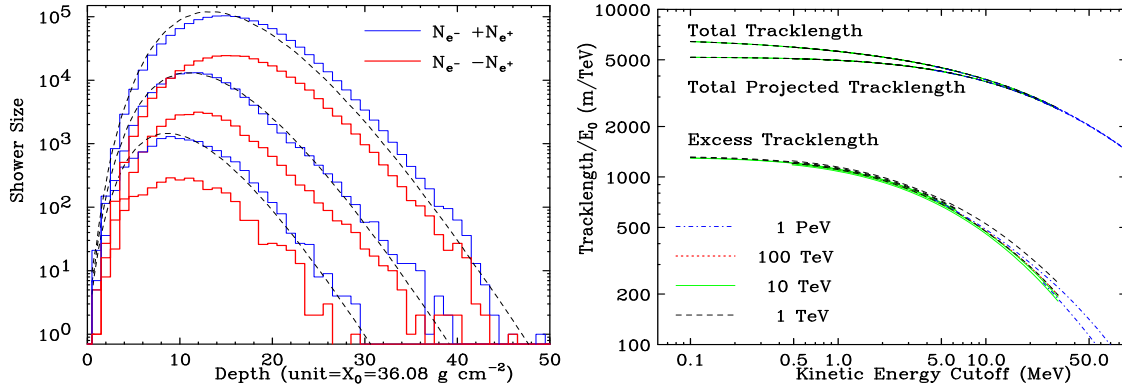 10⁵
10⁴
10³
10²
10¹
10⁰
Shower Size
N_e⁻ +N_e⁺
N_e⁻ −N_e⁺
0 10 20 30 40 50
Depth (unit=X₀=36.08 g cm⁻²)
10000
5000
2000
1000
500
200
100
Tracklength/E₀ (m/TeV)
Total Tracklength
Total Projected Tracklength
Excess Tracklength
1 PeV
100 TeV
10 TeV
1 TeV
0.1 0.5 1.0 5.0 10.0 50.0
Kinetic Energy Cutoff (MeV)